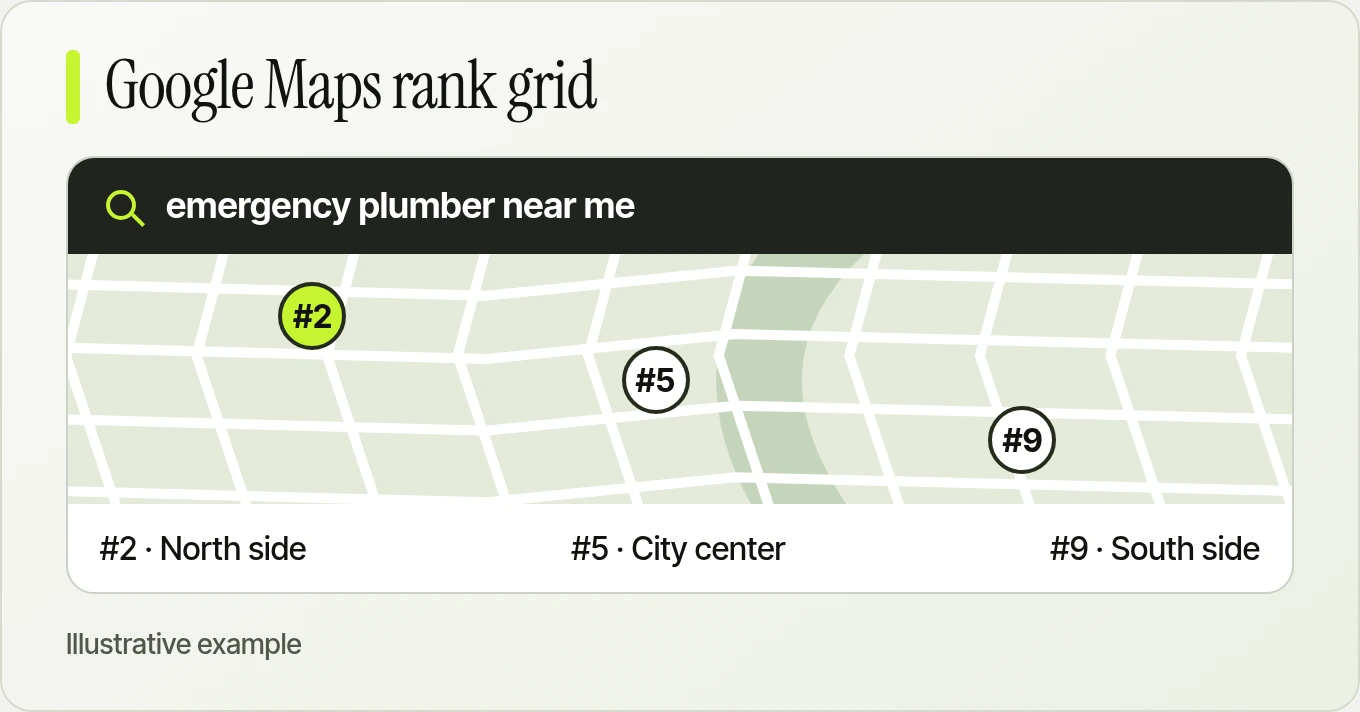 Google Maps rank grid
emergency plumber near me
#2
#5
#9
#2 · North side
#5 · City center
#9 · South side
Illustrative example